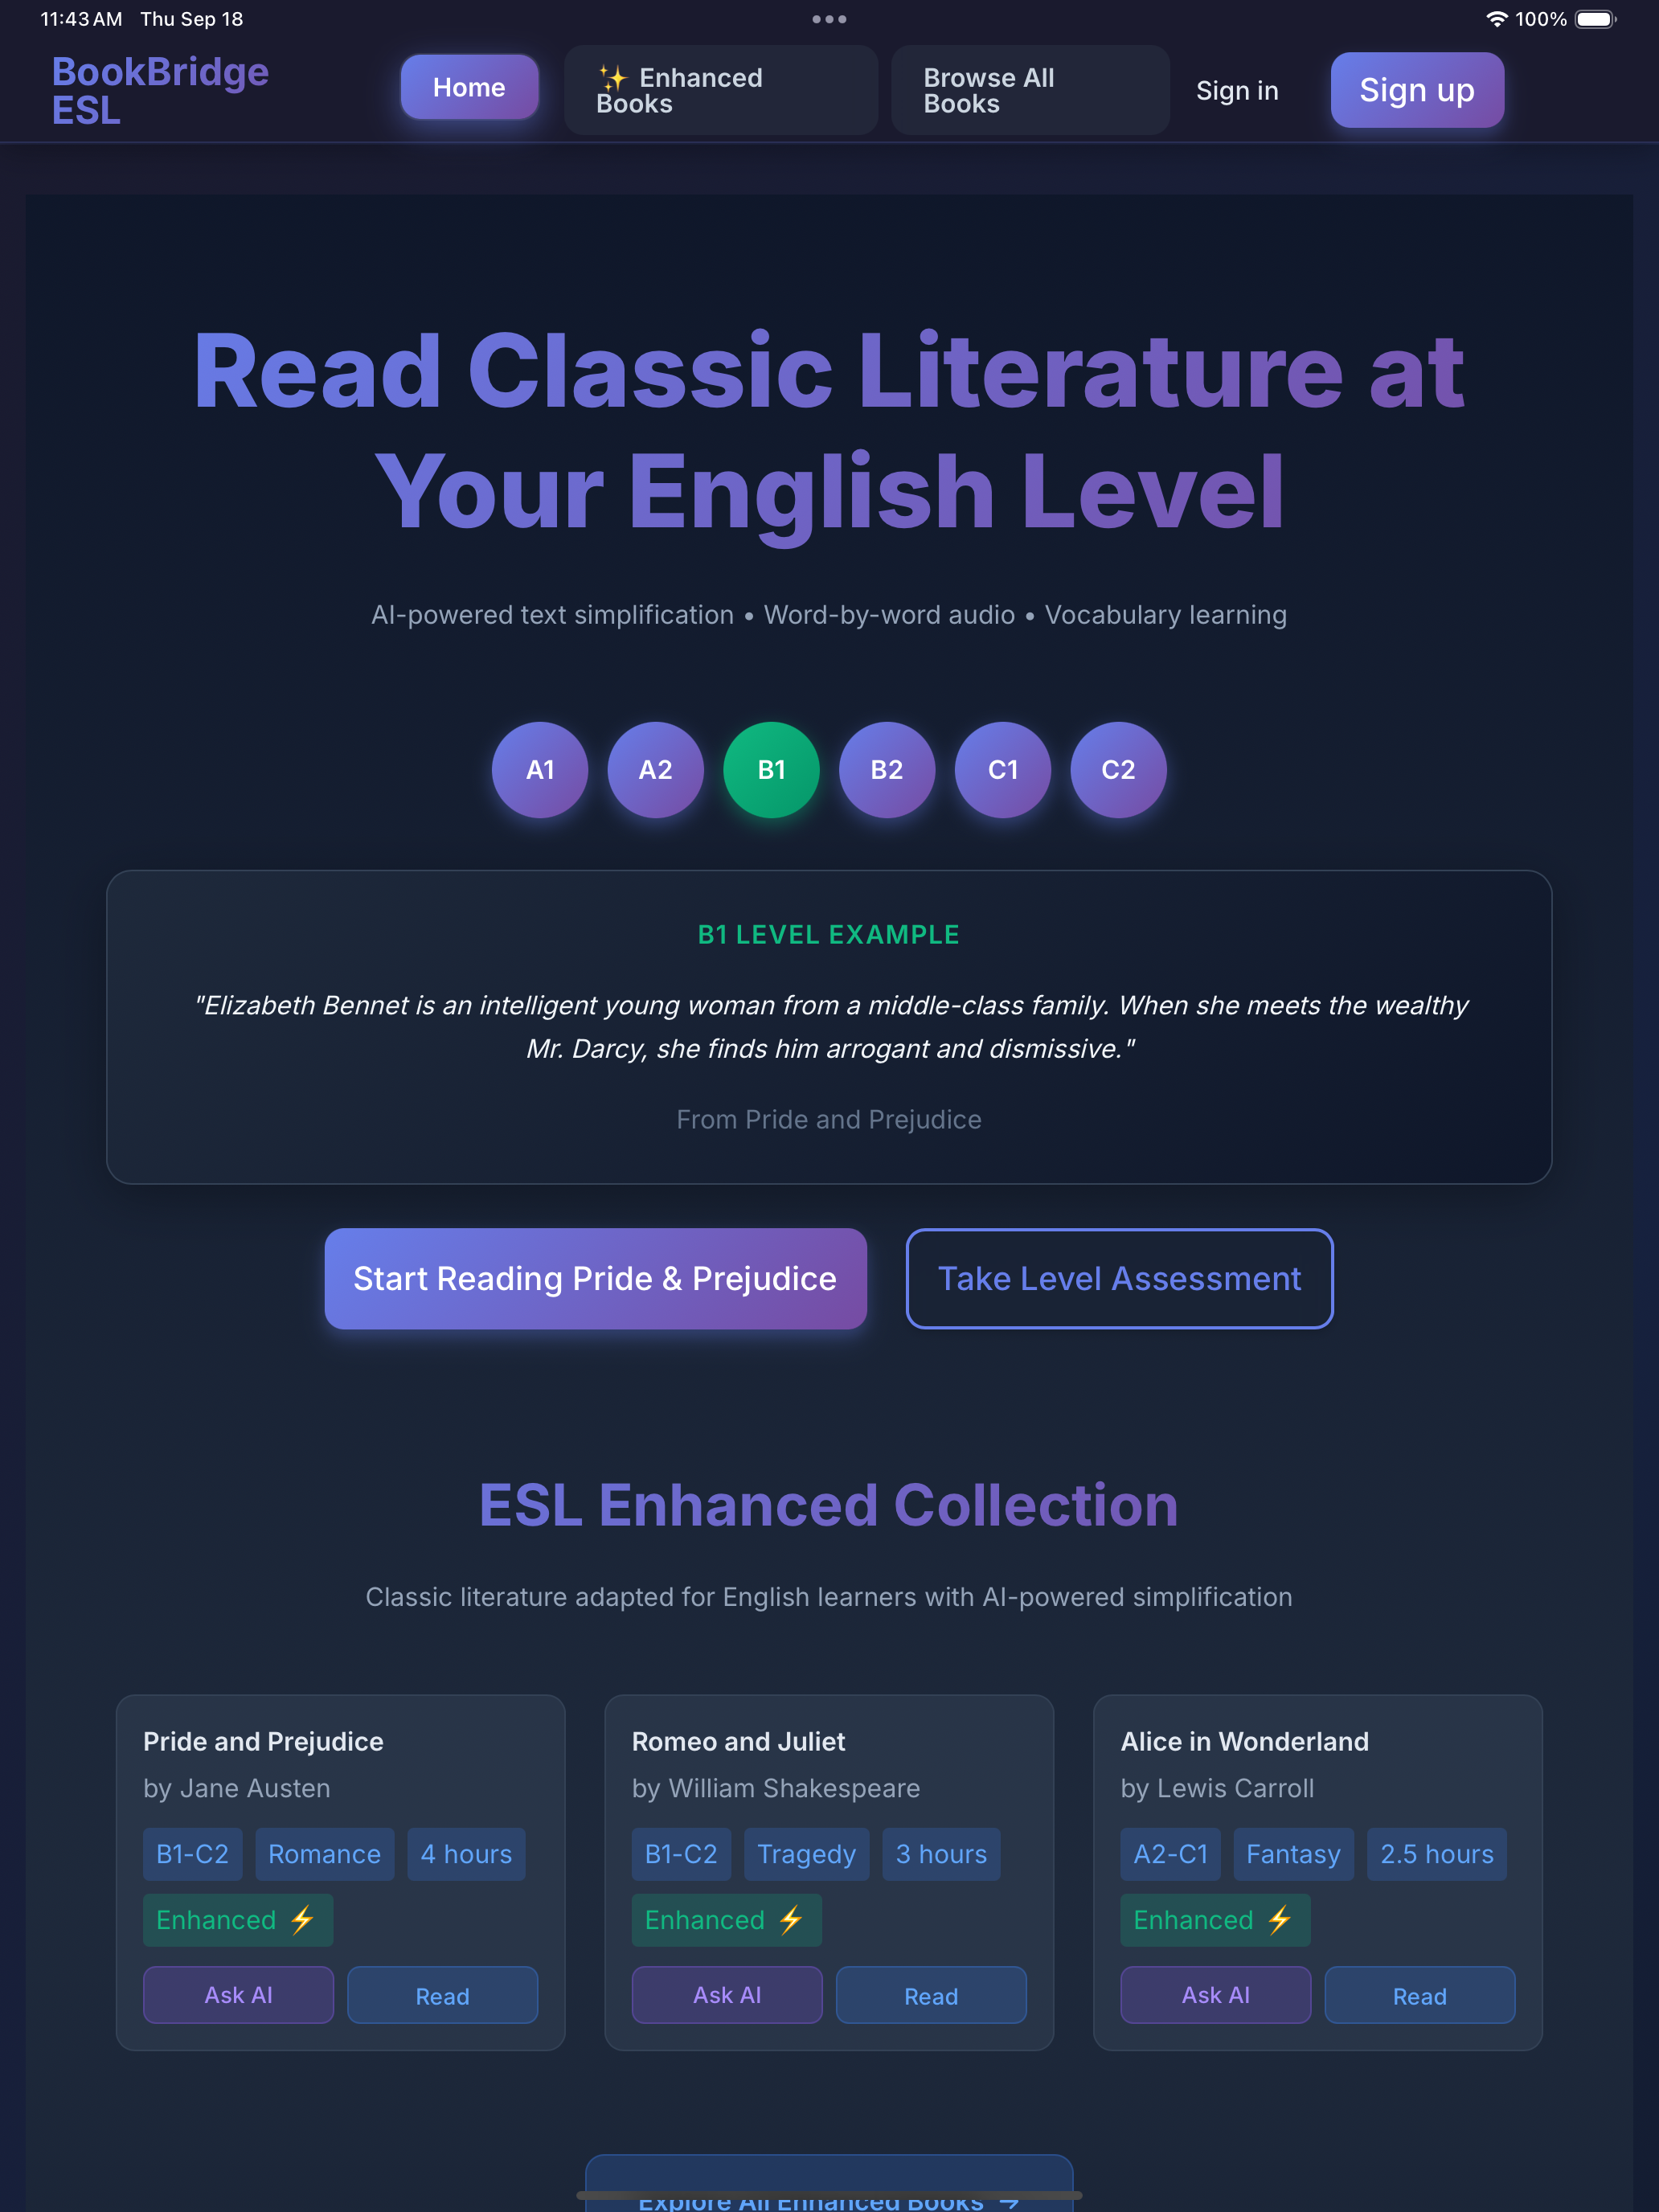 11:43 AM Thu Sep 18
100%
BookBridge
ESL
Home
✨ Enhanced
Books
Browse All
Books
Sign in
Sign up
Read Classic Literature at
Your English Level
AI-powered text simplification • Word-by-word audio • Vocabulary learning
A1
A2
B1
B2
C1
C2
B1 LEVEL EXAMPLE
"Elizabeth Bennet is an intelligent young woman from a middle-class family. When she meets the wealthy
Mr. Darcy, she finds him arrogant and dismissive."
From Pride and Prejudice
Start Reading Pride & Prejudice
Take Level Assessment
ESL Enhanced Collection
Classic literature adapted for English learners with AI-powered simplification
Pride and Prejudice
by Jane Austen
B1-C2 Romance 4 hours
Enhanced ⚡
Ask AI Read
Romeo and Juliet
by William Shakespeare
B1-C2 Tragedy 3 hours
Enhanced ⚡
Ask AI Read
Alice in Wonderland
by Lewis Carroll
A2-C1 Fantasy 2.5 hours
Enhanced ⚡
Ask AI Read
Explore All Enhanced Books →